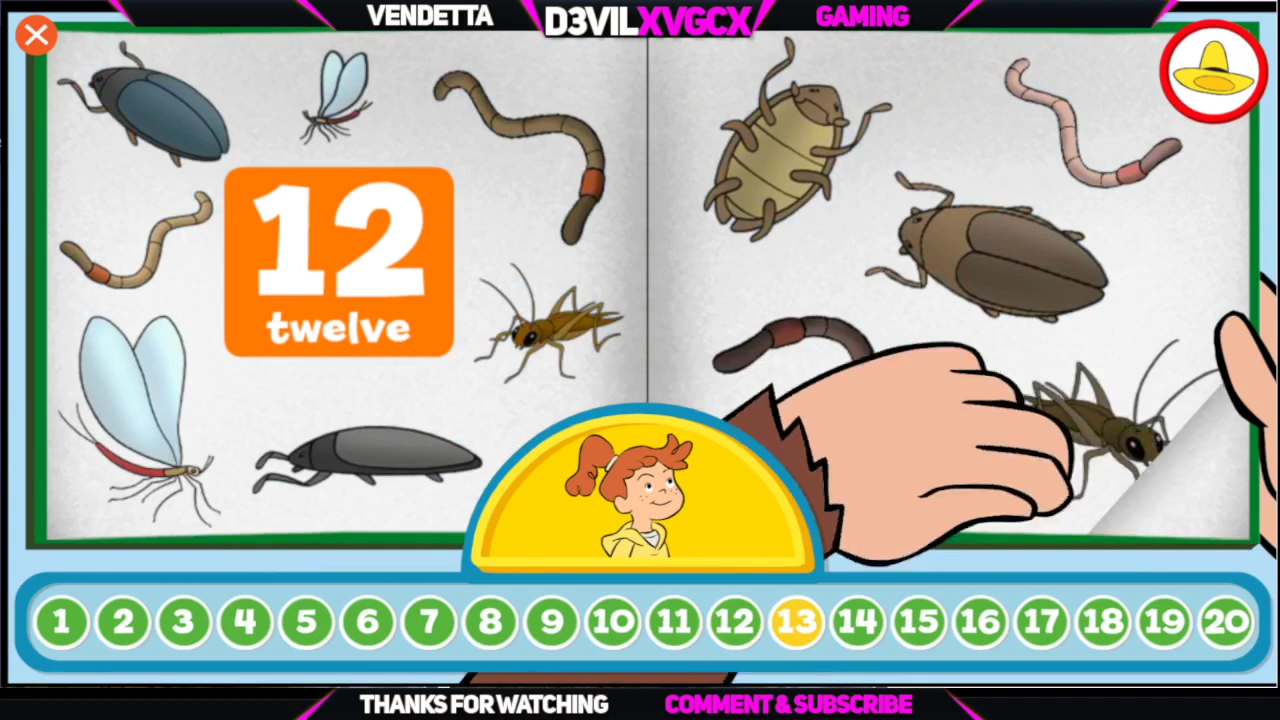 VENDETTA
D3VILXVGCX
GAMING
12
twelve
1 2 3 4 5 6 7 8 9 10 11 12 13 14 15 16 17 18 19 20
THANKS FOR WATCHING
COMMENT & SUBSCRIBE